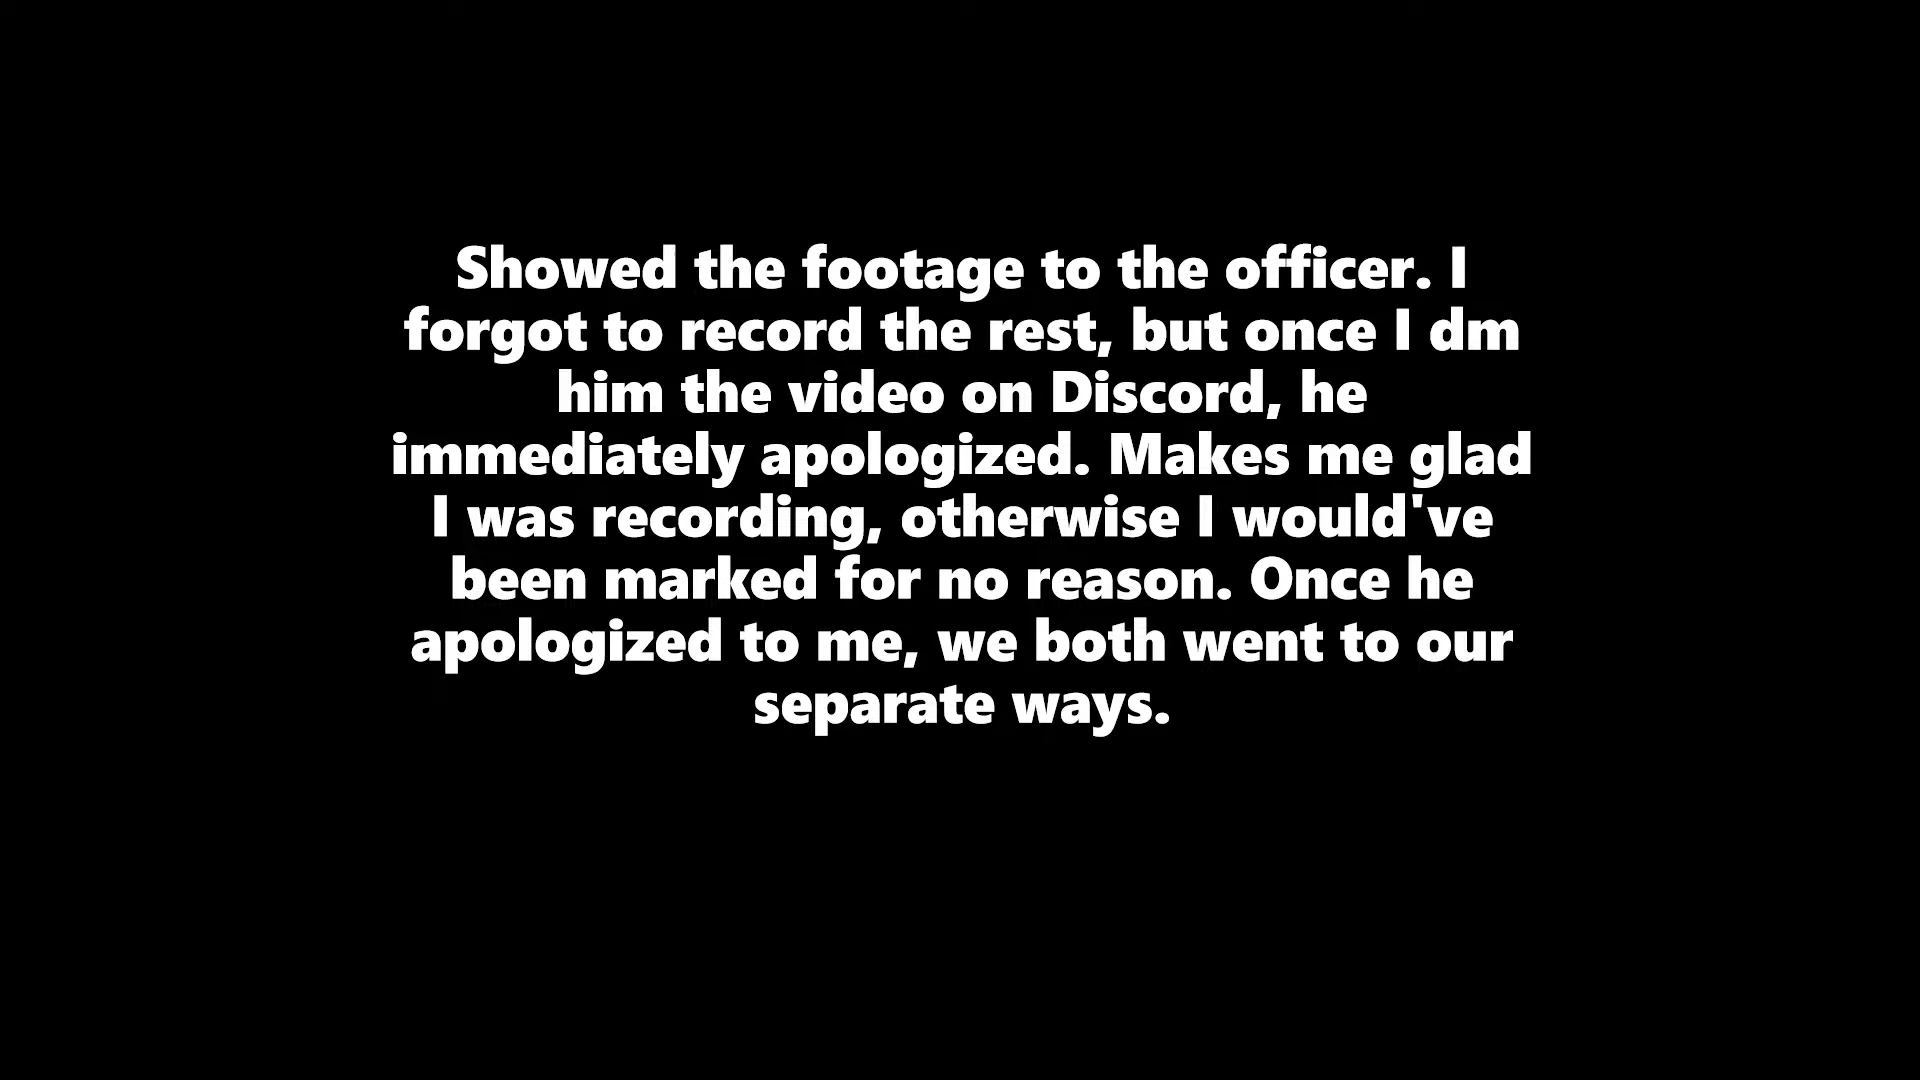 Showed the footage to the officer. I
forgot to record the rest, but once I dm
him the video on Discord, he
immediately apologized. Makes me glad
I was recording, otherwise I would've
been marked for no reason. Once he
apologized to me, we both went to our
separate ways.